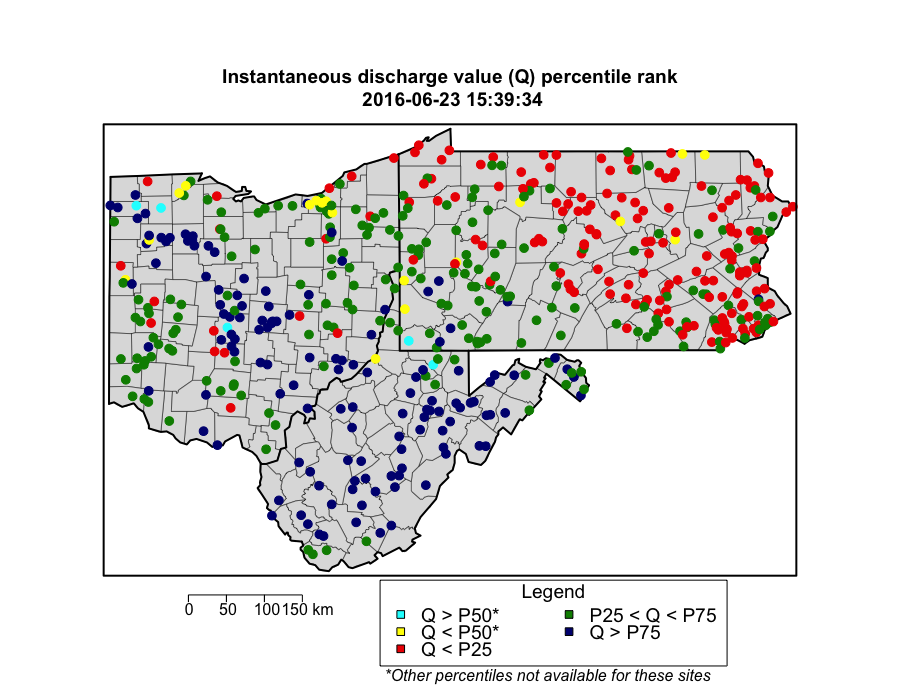 Instantaneous discharge value (Q) percentile rank
2016-06-23 15:39:34
0 50 100 150 km
Legend
Q > P50* P25 < Q < P75
Q < P50* Q > P75
Q < P25
*Other percentiles not available for these sites